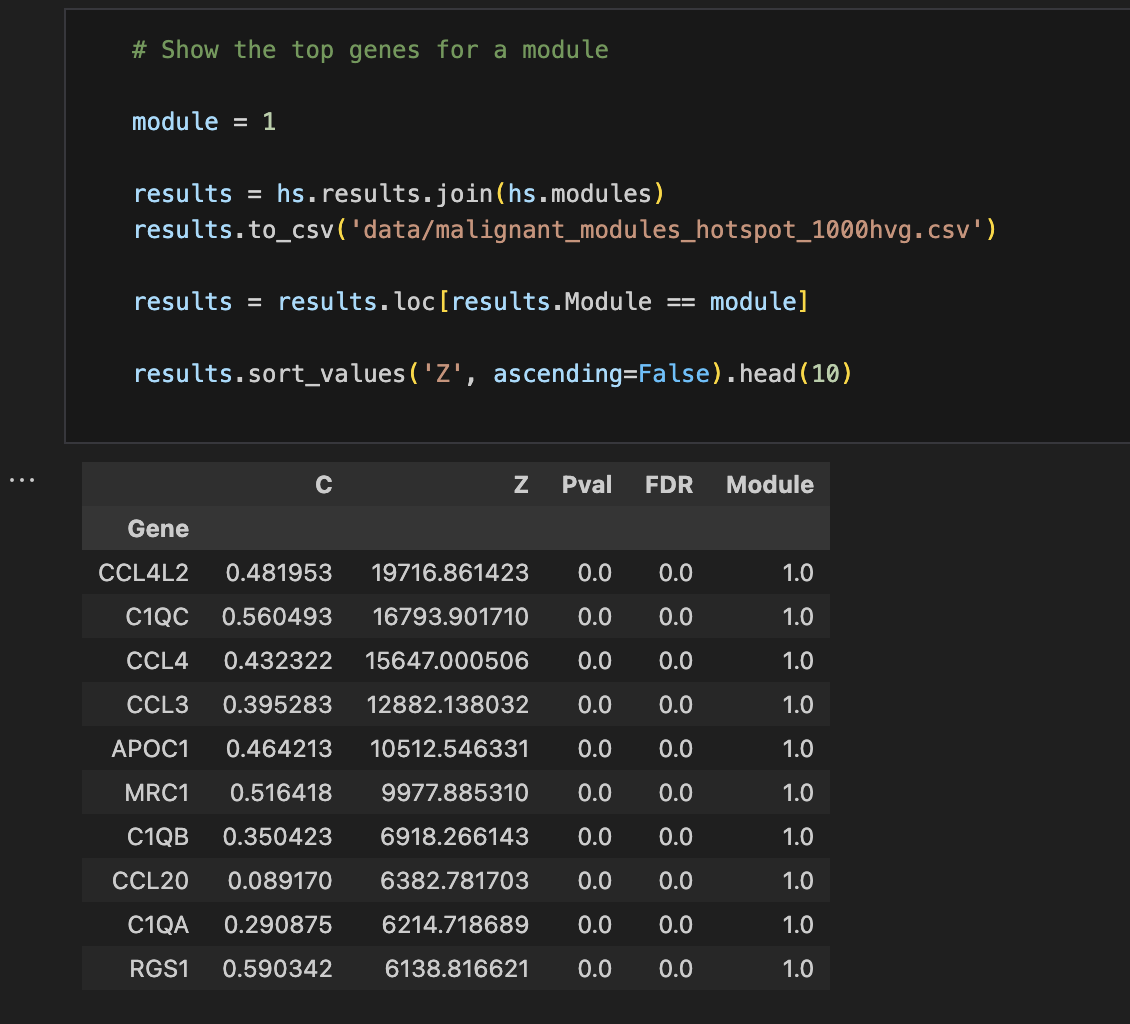 # Show the top genes for a module
module = 1
results = hs.results.join(hs.modules)
results.to_csv('data/malignant_modules_hotspot_1000hvg.csv')
results = results.loc[results.Module == module]
results.sort_values('Z', ascending=False).head(10)
...
C Z Pval FDR Module
Gene
CCL4L2 0.481953 19716.861423 0.0 0.0 1.0
C1QC 0.560493 16793.901710 0.0 0.0 1.0
CCL4 0.432322 15647.000506 0.0 0.0 1.0
CCL3 0.395283 12882.138032 0.0 0.0 1.0
APOC1 0.464213 10512.546331 0.0 0.0 1.0
MRC1 0.516418 9977.885310 0.0 0.0 1.0
C1QB 0.350423 6918.266143 0.0 0.0 1.0
CCL20 0.089170 6382.781703 0.0 0.0 1.0
C1QA 0.290875 6214.718689 0.0 0.0 1.0
RGS1 0.590342 6138.816621 0.0 0.0 1.0